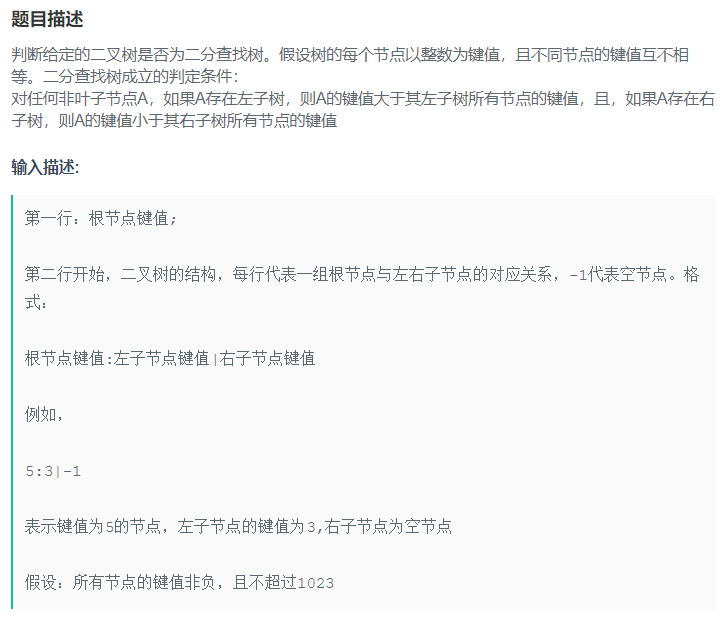 题目描述
判断给定的二叉树是否为二分查找树。假设树的每个节点以整数为键值，且不同节点的键值互不相
等。二分查找树成立的判定条件：
对任何非叶子节点A，如果A存在左子树，则A的键值大于其左子树所有节点的键值，且，如果A存在右
子树，则A的键值小于其右子树所有节点的键值
输入描述:
第一行：根节点键值;
第二行开始，二叉树的结构，每行代表一组根节点与左右子节点的对应关系，-1代表空节点。格
式：
根节点键值:左子节点键值|右子节点键值
例如，
5:3|-1
表示键值为5的节点，左子节点的键值为3,右子节点为空节点
假设：所有节点的键值非负，且不超过1023